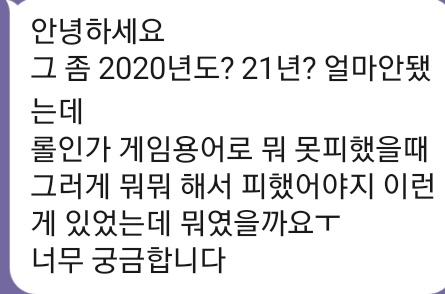 안녕하세요
그 좀 2020년도? 21년? 얼마안됐
는데
롤인가 게임용어로 뭐 못피했을때
그러게 뭐뭐 해서 피했어야지 이런
게 있었는데 뭐였을까요ㅜ
너무 궁금합니다